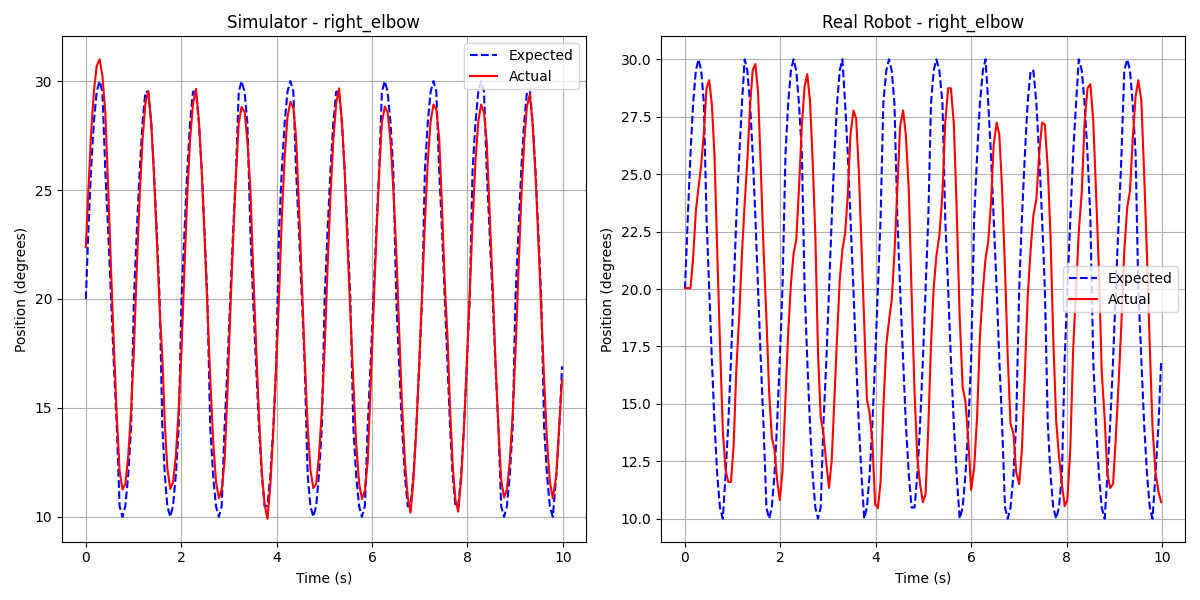 Simulator - right_elbow
Expected
Actual
30
25
20
15
10
Position (degrees)
0 2 4 6 8 10
Time (s)
Real Robot - right_elbow
30.0
27.5
25.0
22.5
20.0
17.5
15.0
12.5
10.0
Position (degrees)
Expected
Actual
0 2 4 6 8 10
Time (s)